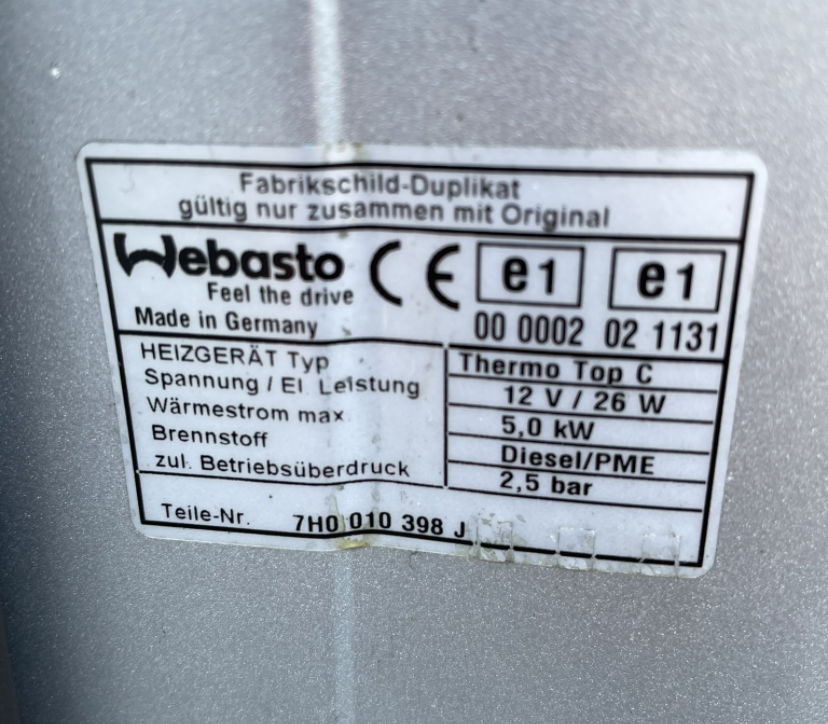 Fabrikschild-Duplikat
gültig nur zusammen mit Original
Webasto CE e1 e1
Feel the drive
Made in Germany 00 0002 02 1131
HEIZGERÄT Typ Thermo Top C
Spannung / El. Leistung 12 V / 26 W
Wärmestrom max 5,0 kW
Brennstoff Diesel/PME
zul. Betriebsüberdruck 2,5 bar
Teile-Nr. 7H0 010 398 J